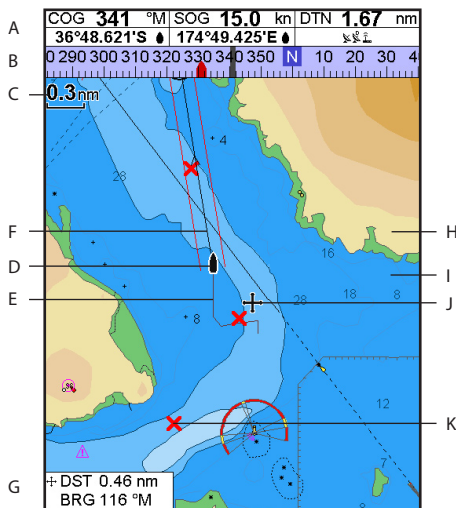 A
COG 341 °M SOG 15.0 kn DTN 1.67 nm
36°48.621'S 174°49.425'E
B
0 290 300 310 320 330 340 350 N 10 20 30 4
C
0.3nm
4
28
F
H
16
D
I
28 18 8
E
J
8
12
K
7
G
DST 0.46 nm
BRG 116 °M
4